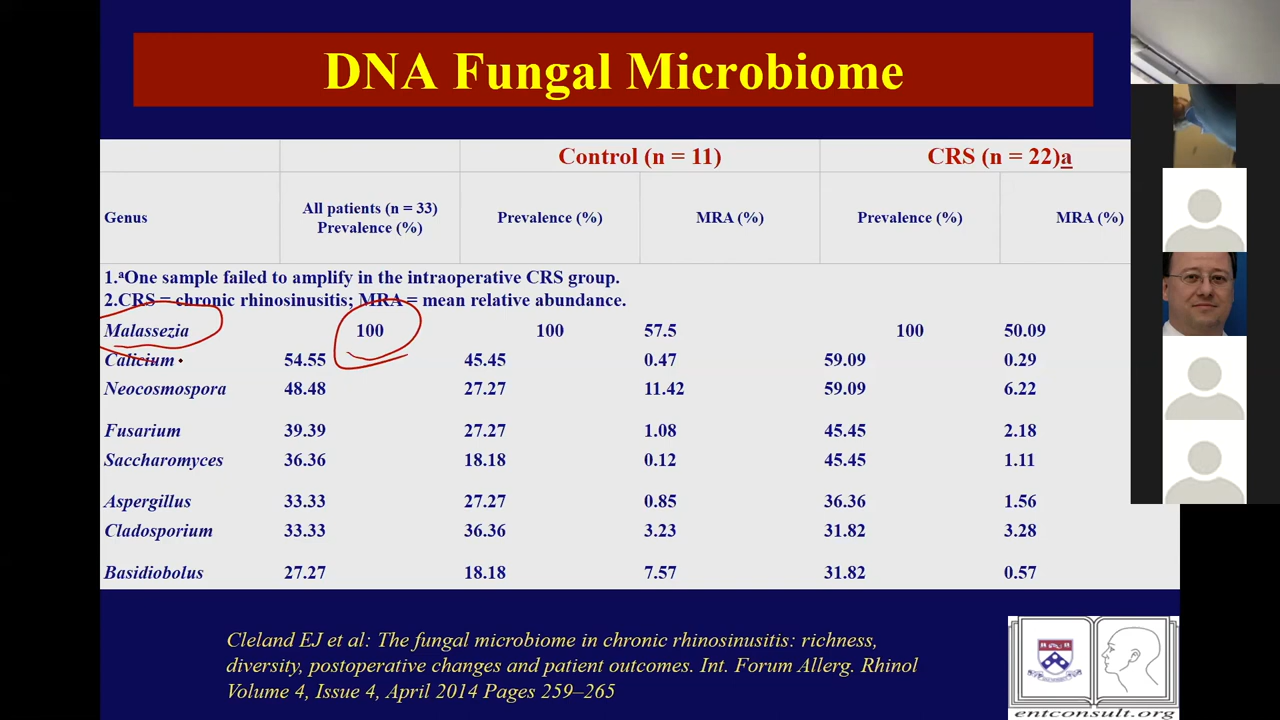 DNA Fungal Microbiome
Control (n = 11) CRS (n = 22)a
Genus All patients (n = 33) Prevalence (%) Prevalence (%) MRA (%) Prevalence (%) MRA (%)
1.aOne sample failed to amplify in the intraoperative CRS group.
2.CRS = chronic rhinosinusitis; MRA = mean relative abundance.
Malassezia 100 100 57.5 100 50.09
Calicium 54.55 45.45 0.47 59.09 0.29
Neocosmospora 48.48 27.27 11.42 59.09 6.22
Fusarium 39.39 27.27 1.08 45.45 2.18
Saccharomyces 36.36 18.18 0.12 45.45 1.11
Aspergillus 33.33 27.27 0.85 36.36 1.56
Cladosporium 33.33 36.36 3.23 31.82 3.28
Basidiobolus 27.27 18.18 7.57 31.82 0.57
Cleland EJ et al: The fungal microbiome in chronic rhinosinusitis: richness,
diversity, postoperative changes and patient outcomes. Int. Forum Allerg. Rhinol
Volume 4, Issue 4, April 2014 Pages 259–265
entconsult.org